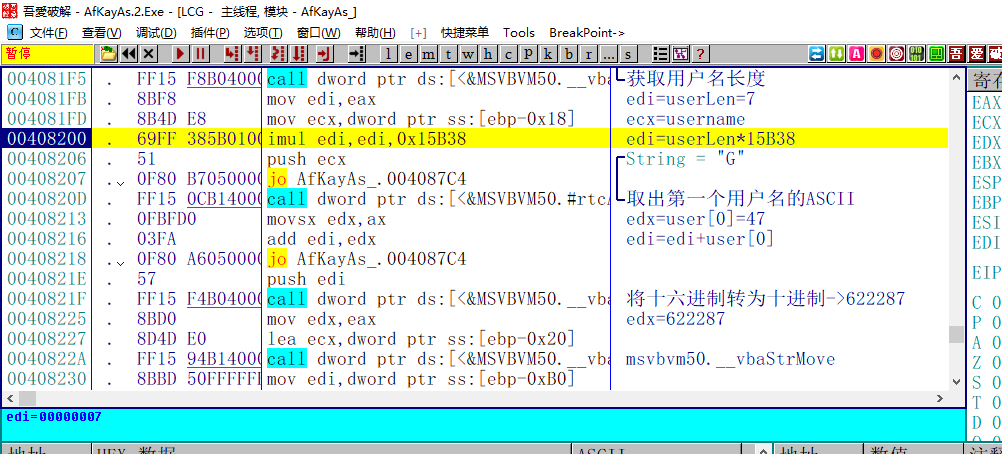 吾愛破解 - AfKayAs.2.Exe - [LCG - 主线程, 模块 - AfKayAs_]
C 文件(F) 查看(V) 调试(D) 插件(P) 选项(T) 窗口(W) 帮助(H) [+] 快捷菜单 Tools BreakPoint->
暂停 l e m t w h c p k b r ... s ? 吾 爱
004081F5 . FF15 F8B04000 call dword ptr ds:[<&MSVBVM50.__vba 获取用户名长度
004081FB . 8BF8 mov edi,eax edi=userLen=7
004081FD . 8B4D E8 mov ecx,dword ptr ss:[ebp-0x18] ecx=username
00408200 . 69FF 385B0100 imul edi,edi,0x15B38 edi=userLen*15B38
00408206 . 51 push ecx String = "G"
00408207 . 0F80 B7050000 jo AfKayAs_.004087C4
0040820D . FF15 0CB14000 call dword ptr ds:[<&MSVBVM50.#rtcA 取出第一个用户名的ASCII
00408213 . 0FBFD0 movsx edx,ax edx=user[0]=47
00408216 . 03FA add edi,edx edi=edi+user[0]
00408218 . 0F80 A6050000 jo AfKayAs_.004087C4
0040821E . 57 push edi
0040821F . FF15 F4B04000 call dword ptr ds:[<&MSVBVM50.__vba 将十六进制转为十进制->622287
00408225 . 8BD0 mov edx,eax edx=622287
00408227 . 8D4D E0 lea ecx,dword ptr ss:[ebp-0x20]
0040822A . FF15 94B14000 call dword ptr ds:[<&MSVBVM50.__vba msvbvm50.__vbaStrMove
00408230 . 8BBD 50FFFFFF mov edi,dword ptr ss:[ebp-0xB0]
寄存
EAX
ECX
EDX
EBX
ESP
EBP
ESI
EDI
EIP
C 0
P 0
A 0
Z 0
S 0
T 0
D 0
edi=00000007
地址 HEX 数据 ASCII 地址 数值 注释